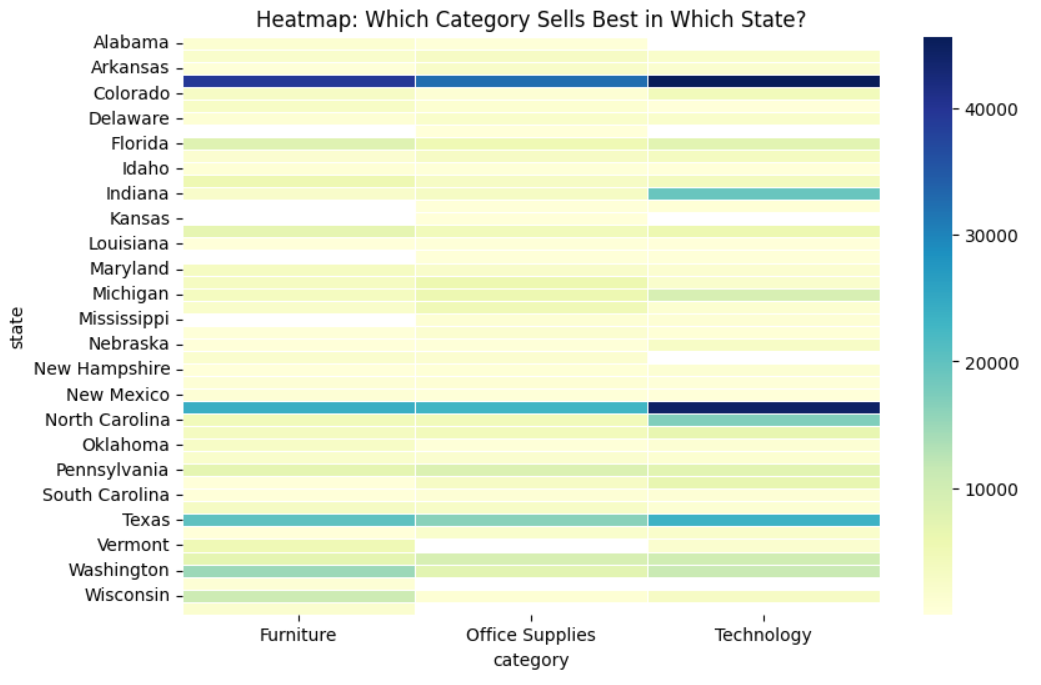 Heatmap: Which Category Sells Best in Which State?
Alabama
Arkansas
Colorado
Delaware
Florida
Idaho
Indiana
Kansas
Louisiana
Maryland
Michigan
Mississippi
Nebraska
New Hampshire
New Mexico
North Carolina
Oklahoma
Pennsylvania
South Carolina
Texas
Vermont
Washington
Wisconsin
state
Furniture
Office Supplies
Technology
category
40000
30000
20000
10000